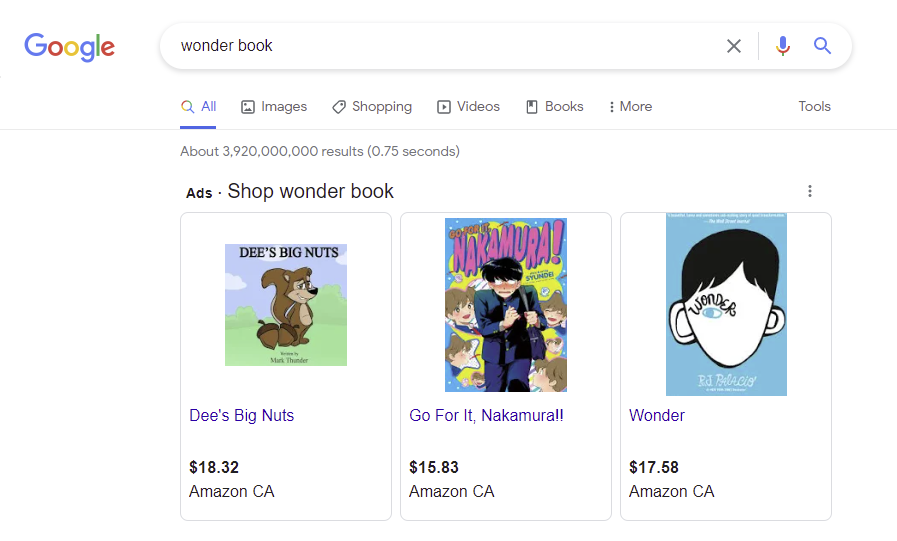 Google
wonder book
All
Images
Shopping
Videos
Books
More
Tools
About 3,920,000,000 results (0.75 seconds)
Ads · Shop wonder book
DEE'S BIG NUTS
Written by
Mark Thunder
Dee's Big Nuts
$18.32
Amazon CA
GO FOR IT,
NAKAMURA!
SYUNDEI
Go For It, Nakamura!!
$15.83
Amazon CA
WONDER
R.J. PALACIO
Wonder
$17.58
Amazon CA